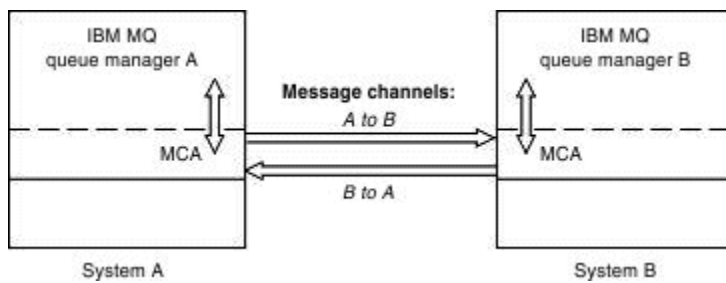 IBM MQ
queue manager A
IBM MQ
queue manager B
Message channels:
A to B
MCA
MCA
B to A
System A
System B